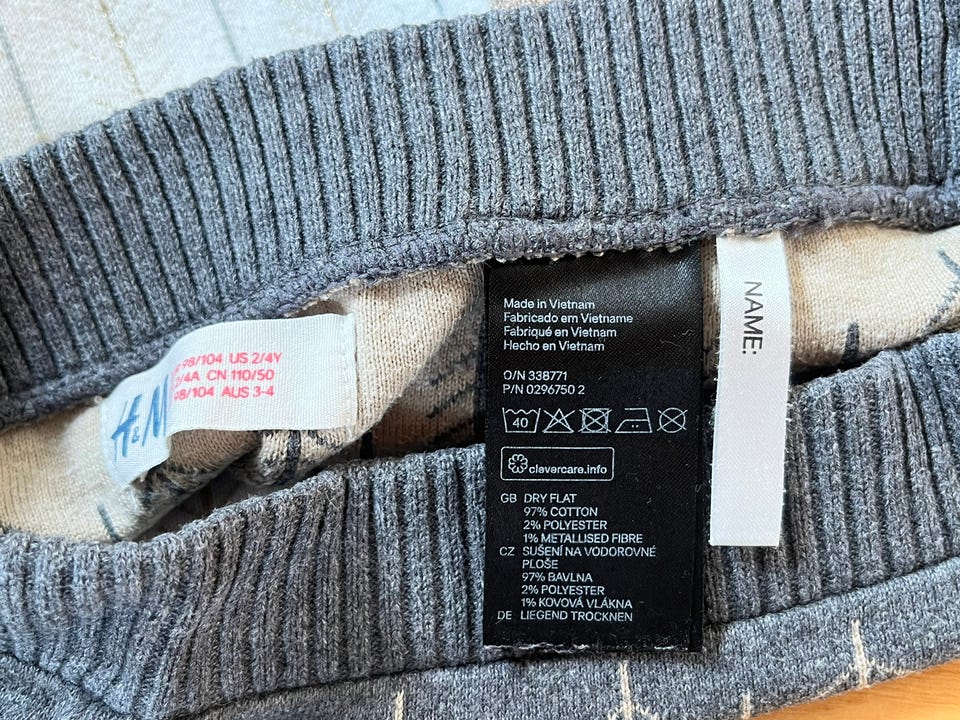 98/104 US 2/4Y
2/4A CN 110/50
98/104 AUS 3-4
H&M
Made in Vietnam
Fabricado em Vietname
Fabriqué en Vietnam
Hecho en Vietnam
O/N 338771
P/N 0296750 2
40
clevercare.info
GB DRY FLAT
97% COTTON
2% POLYESTER
1% METALLISED FIBRE
CZ SUŠENÍ NA VODOROVNÉ
PLOŠE
97% BAVLNA
2% POLYESTER
1% KOVOVÁ VLÁKNA
DE LIEGEND TROCKNEN
NAME: